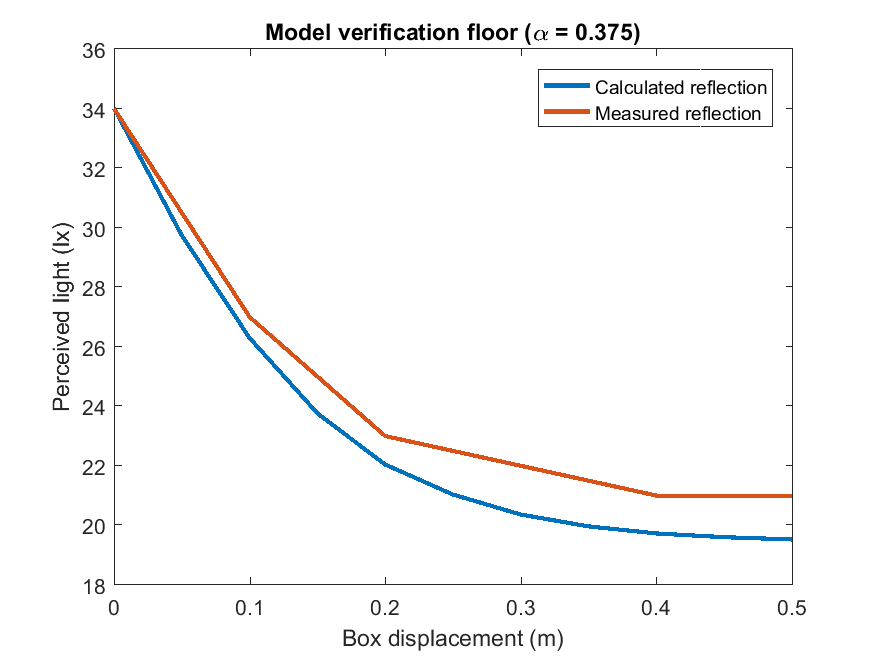 Model verification floor (α = 0.375)
Calculated reflection
Measured reflection
Perceived light (lx)
36
34
32
30
28
26
24
22
20
18
0 0.1 0.2 0.3 0.4 0.5
Box displacement (m)